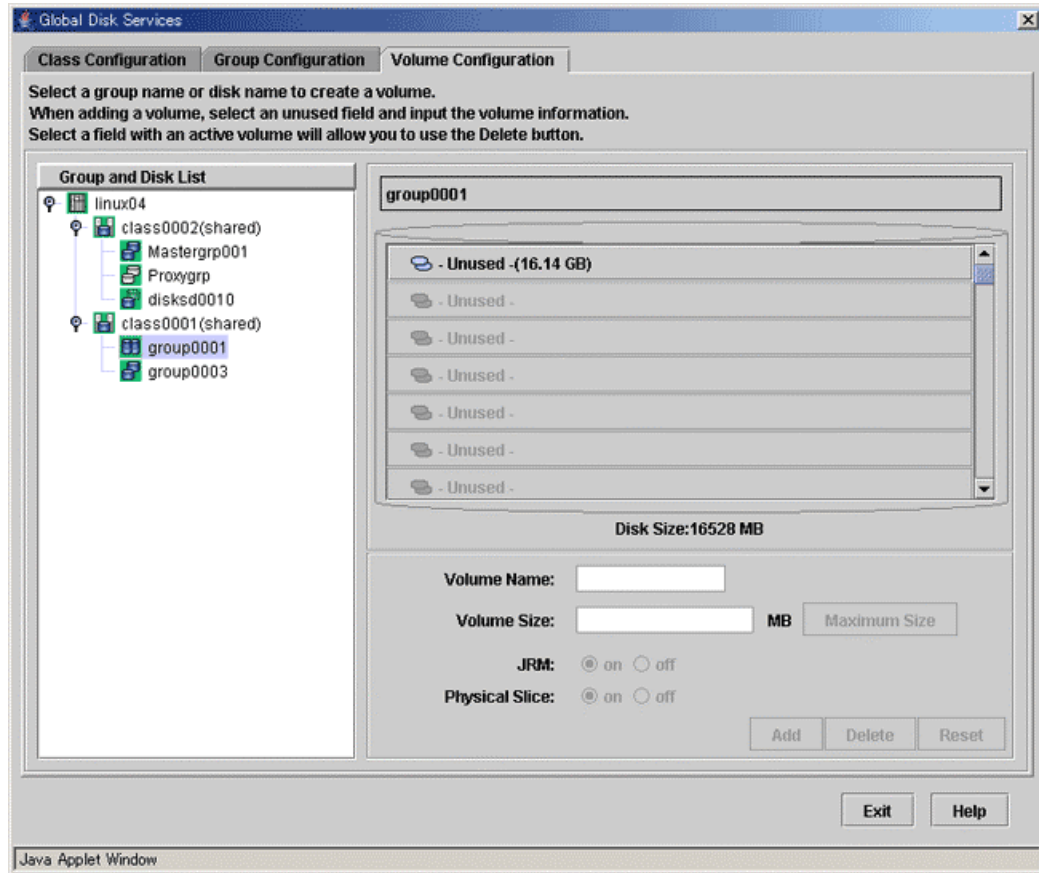 Global Disk Services
Class Configuration
Group Configuration
Volume Configuration
Select a group name or disk name to create a volume.
When adding a volume, select an unused field and input the volume information.
Select a field with an active volume will allow you to use the Delete button.
Group and Disk List
linux04
class0002(shared)
Mastergrp001
Proxygrp
disksd0010
class0001(shared)
group0001
group0003
group0001
- Unused -(16.14 GB)
- Unused -
- Unused -
- Unused -
- Unused -
- Unused -
- Unused -
Disk Size:16528 MB
Volume Name:
Volume Size: MB Maximum Size
JRM: on off
Physical Slice: on off
Add Delete Reset
Exit Help
Java Applet Window